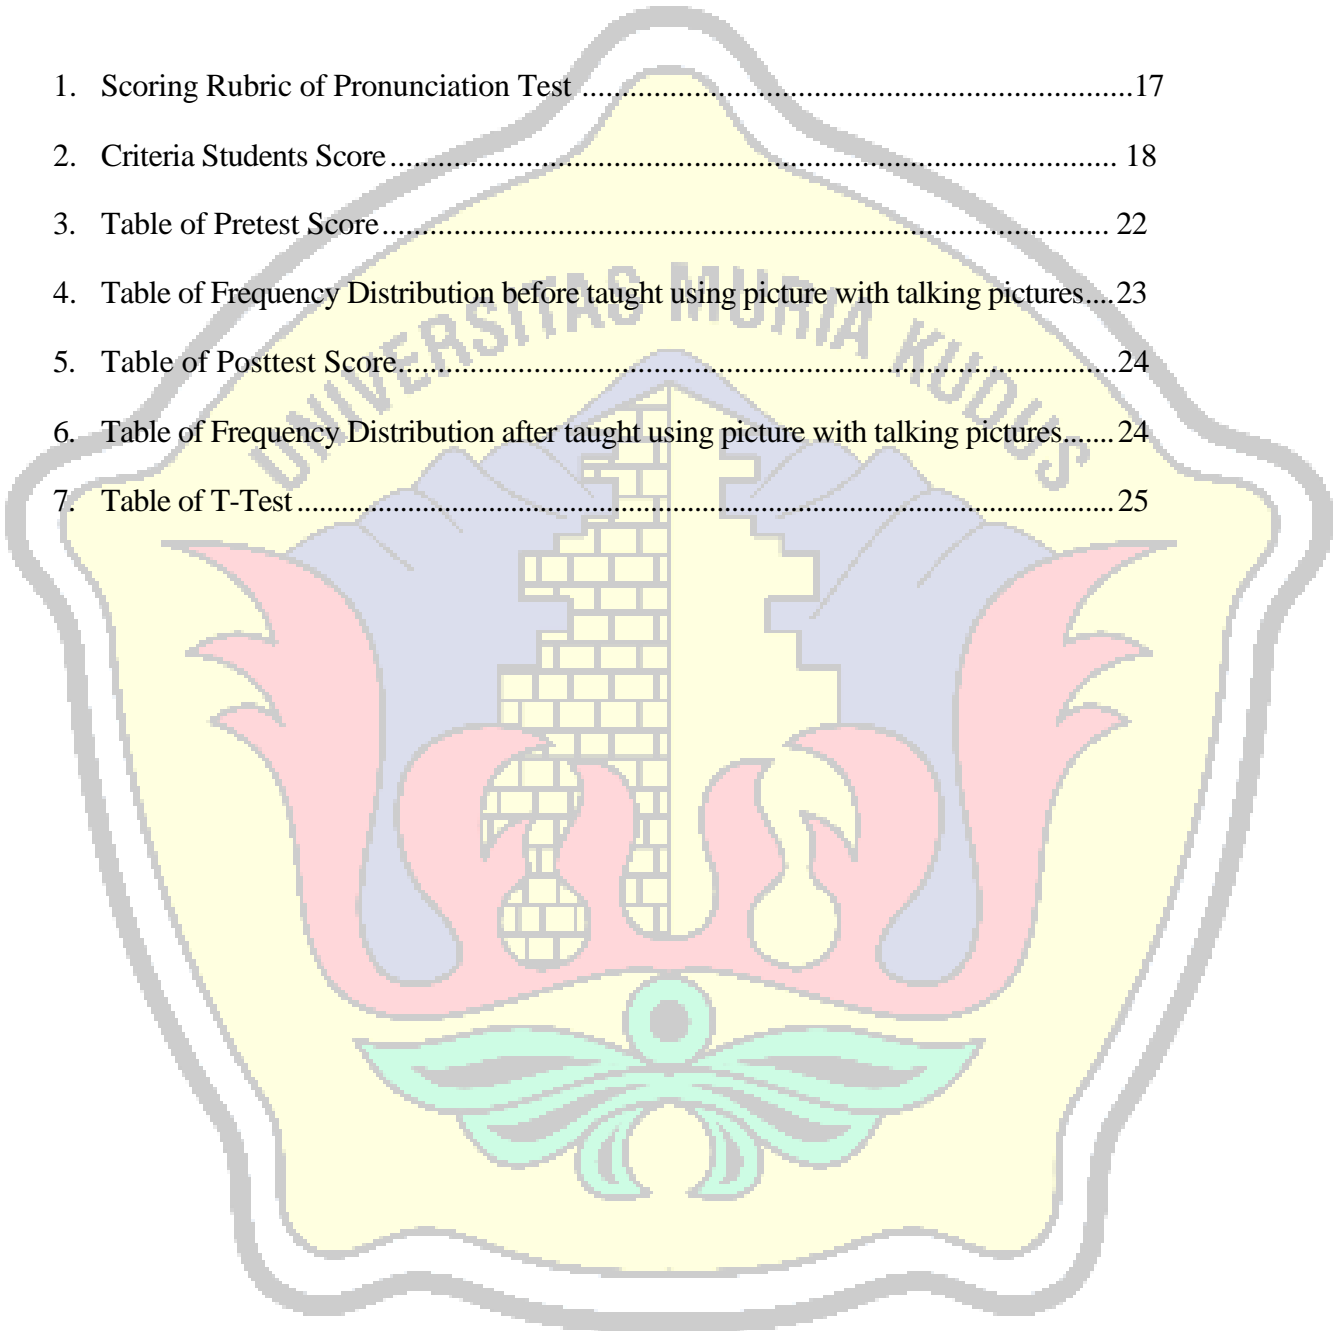 1. Scoring Rubric of Pronunciation Test ......................................................................17
2. Criteria Students Score ............................................................................................ 18
3. Table of Pretest Score............................................................................................ 22
4. Table of Frequency Distribution before taught using picture with talking pictures....23
UNIVERSITAS MURIA KUDUS
5. Table of Posttest Score...........................................................................................24
6. Table of Frequency Distribution after taught using picture with talking pictures.......24
7. Table of T-Test ....................................................................................................... 25